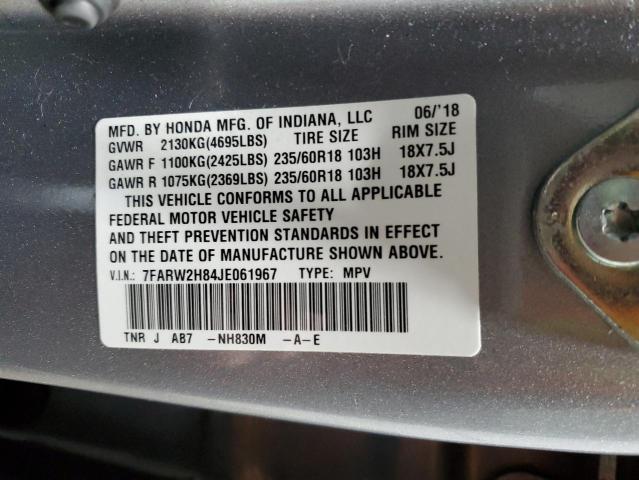 MFD. BY HONDA MFG. OF INDIANA, LLC 06/'18
GVWR 2130KG(4695LBS) TIRE SIZE RIM SIZE
GAWR F 1100KG(2425LBS) 235/60R18 103H 18X7.5J
GAWR R 1075KG(2369LBS) 235/60R18 103H 18X7.5J
THIS VEHICLE CONFORMS TO ALL APPLICABLE
FEDERAL MOTOR VEHICLE SAFETY
AND THEFT PREVENTION STANDARDS IN EFFECT
ON THE DATE OF MANUFACTURE SHOWN ABOVE.
V.I.N.: 7FARW2H84JE061967 TYPE: MPV
TNR J AB7 -NH830M -A-E